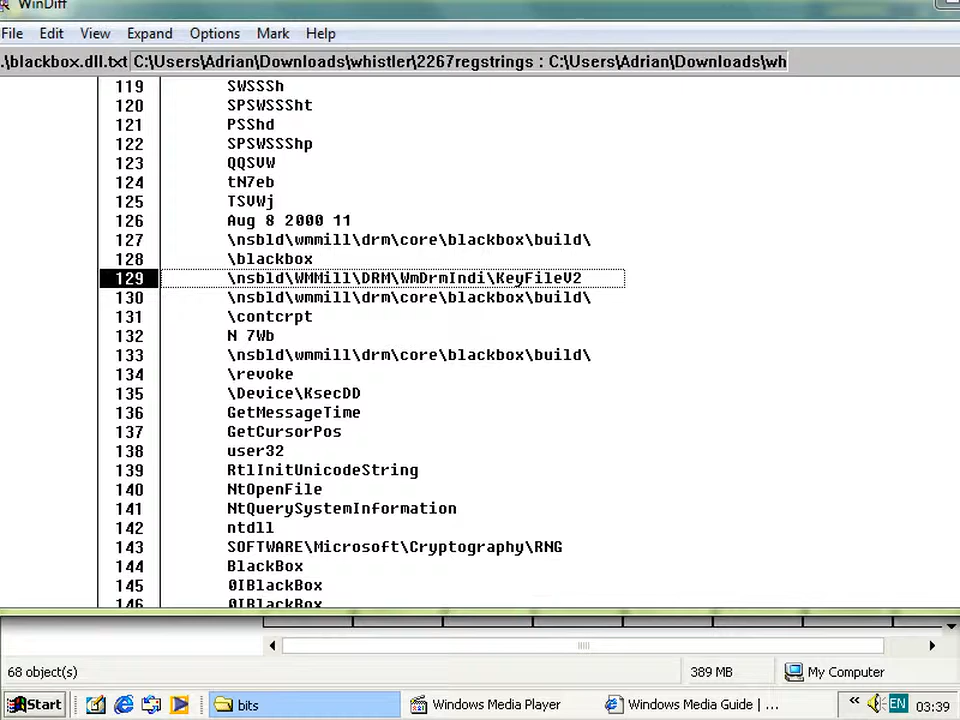 WinDiff
File Edit View Expand Options Mark Help
.\blackbox.dll.txt C:\Users\Adrian\Downloads\whistler\2267regstrings : C:\Users\Adrian\Downloads\wh
119 SWSSSh
120 SPSWSSSht
121 PSShd
122 SPSWSSShp
123 QQSVW
124 tN7eb
125 TSVWj
126 Aug 8 2000 11
127 \nsbld\wmmill\drm\core\blackbox\build\
128 \blackbox
129 \nsbld\WMMill\DRM\WmDrmIndi\KeyFileV2
130 \nsbld\wmmill\drm\core\blackbox\build\
131 \contcrpt
132 N 7Wb
133 \nsbld\wmmill\drm\core\blackbox\build\
134 \revoke
135 \Device\KsecDD
136 GetMessageTime
137 GetCursorPos
138 user32
139 RtlInitUnicodeString
140 NtOpenFile
141 NtQuerySystemInformation
142 ntdll
143 SOFTWARE\Microsoft\Cryptography\RNG
144 BlackBox
145 0IBlackBox
146 0IBlackBox
68 object(s) 389 MB My Computer
Start bits Windows Media Player Windows Media Guide | ... « EN 03:39